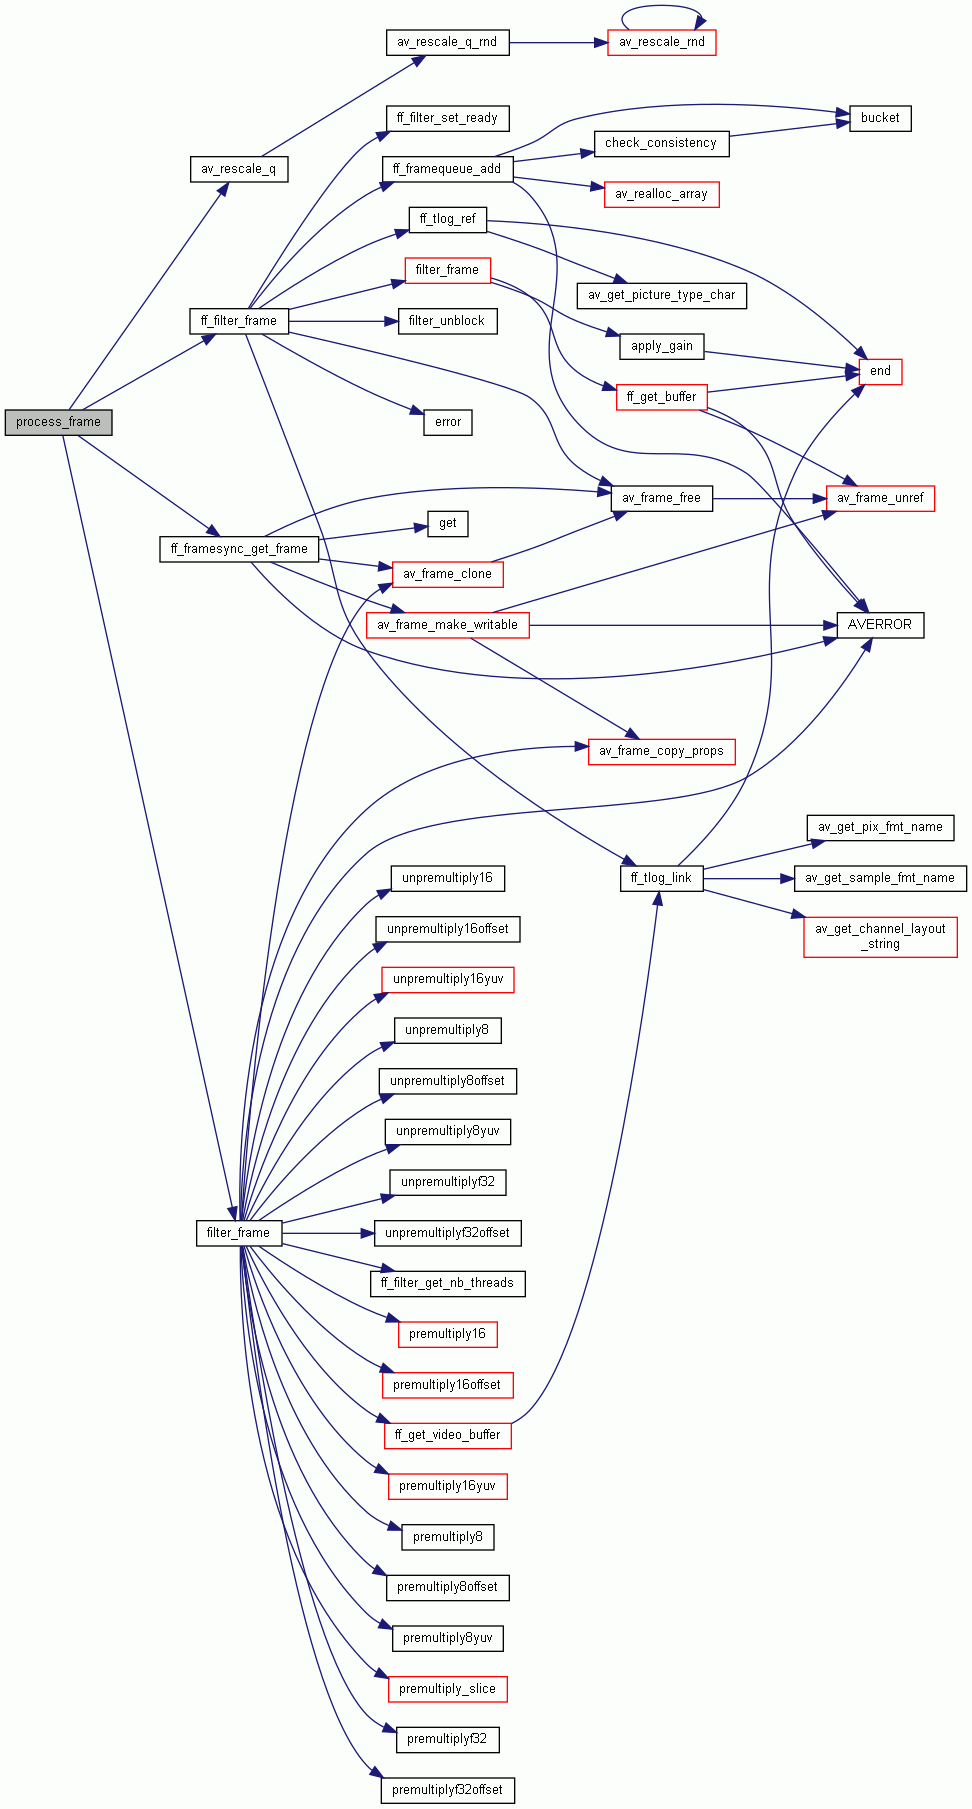 av_rescale_q_rnd
av_rescale_rnd
ff_filter_set_ready
bucket
check_consistency
av_rescale_q
ff_framequeue_add
av_realloc_array
ff_tlog_ref
filter_frame
av_get_picture_type_char
ff_filter_frame
filter_unblock
apply_gain
end
ff_get_buffer
process_frame
error
av_frame_free
av_frame_unref
get
ff_framesync_get_frame
av_frame_clone
av_frame_make_writable
AVERROR
av_frame_copy_props
av_get_pix_fmt_name
unpremultiply16
ff_tlog_link
av_get_sample_fmt_name
unpremultiply16offset
av_get_channel_layout
_string
unpremultiply16yuv
unpremultiply8
unpremultiply8offset
unpremultiply8yuv
unpremultiplyf32
filter_frame
unpremultiplyf32offset
ff_filter_get_nb_threads
premultiply16
premultiply16offset
ff_get_video_buffer
premultiply16yuv
premultiply8
premultiply8offset
premultiply8yuv
premultiply_slice
premultiplyf32
premultiplyf32offset